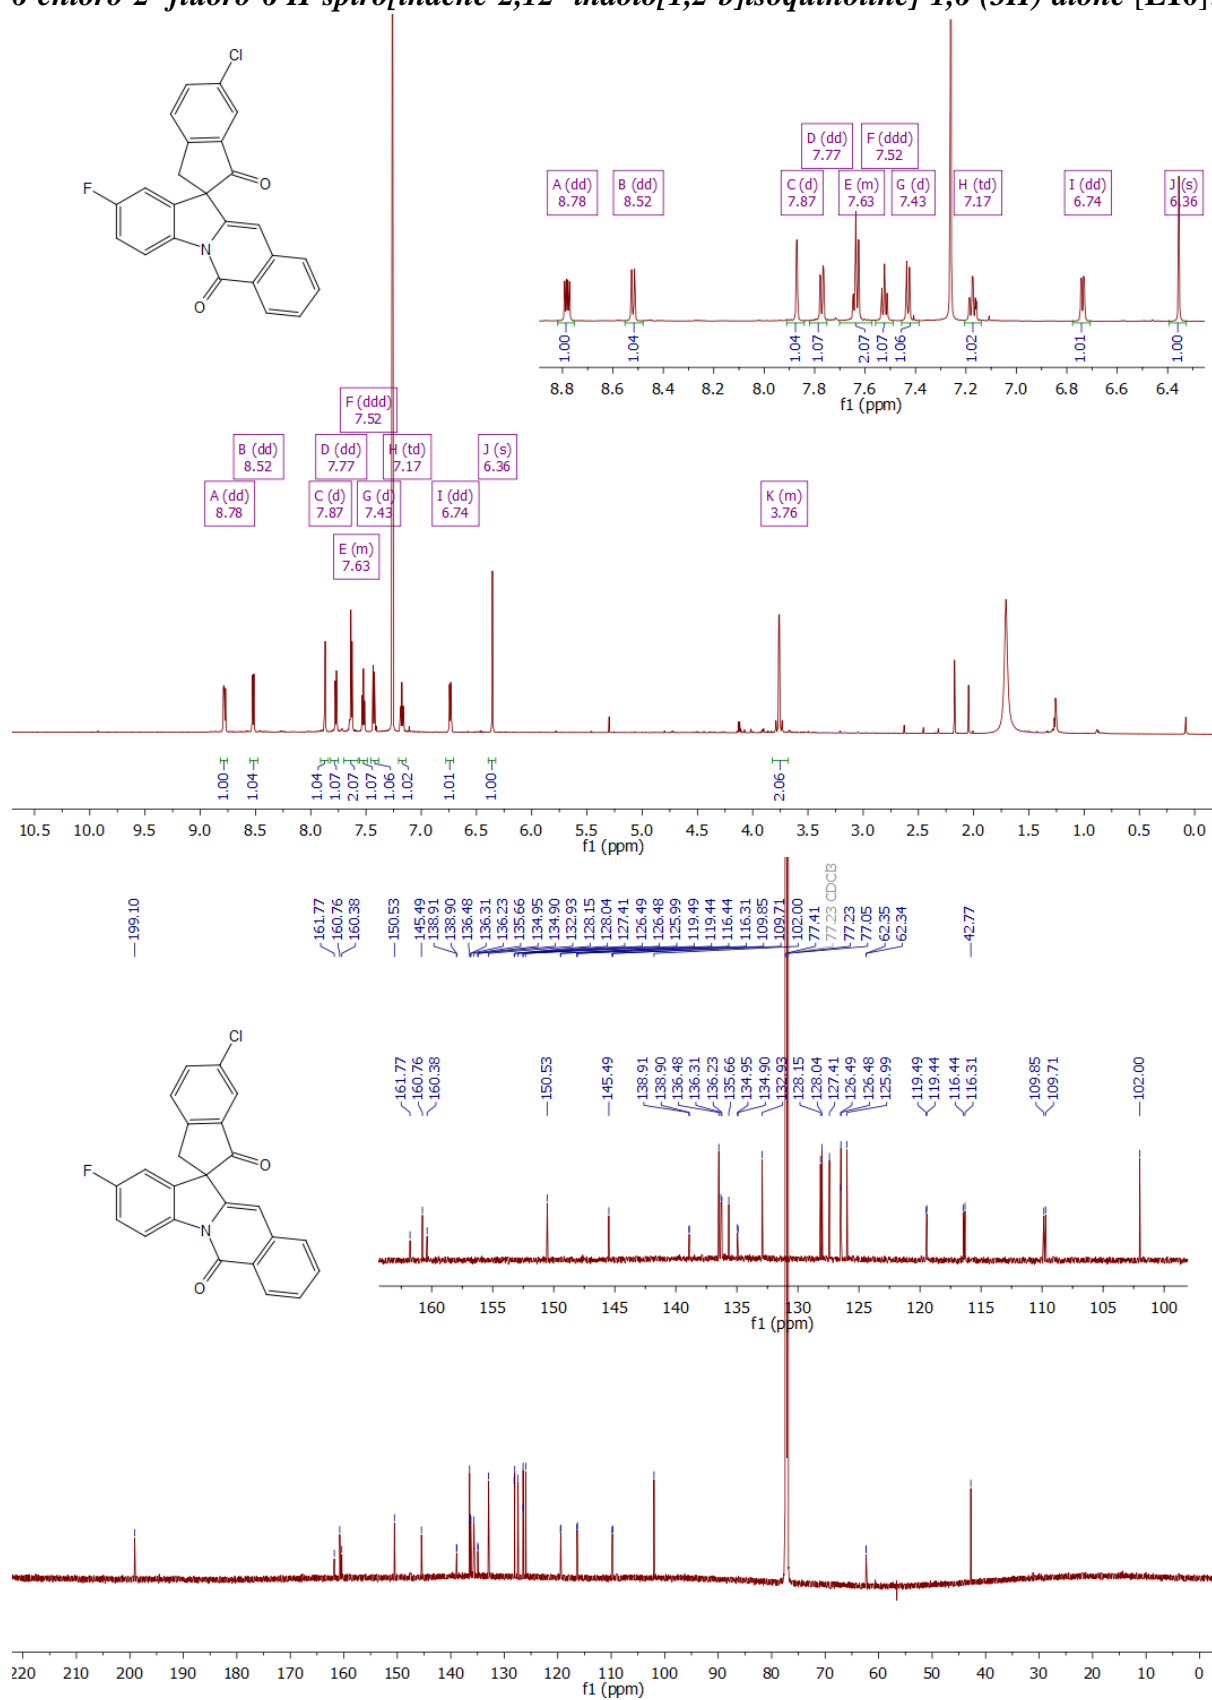 6-chloro-2'-fluoro-6'H-spiro[indene-2,12'-indolo[1,2-b]isoquinoline]-1,6'(3H)-dione [E10].
Cl
F
O
N
O
D (dd) 7.77
F (ddd) 7.52
A (dd) 8.78
B (dd) 8.52
C (d) 7.87
E (m) 7.63
G (d) 7.43
H (td) 7.17
I (dd) 6.74
J (s) 6.36
1.00 1.04 1.04 1.07 2.07 1.07 1.06 1.02 1.01 1.00
8.8 8.6 8.4 8.2 8.0 7.8 7.6 7.4 7.2 7.0 6.8 6.6 6.4
f1 (ppm)
F (ddd) 7.52
B (dd) 8.52
D (dd) 7.77
H (td) 7.17
J (s) 6.36
A (dd) 8.78
C (d) 7.87
G (d) 7.43
I (dd) 6.74
K (m) 3.76
E (m) 7.63
1.00 1.04 1.04 1.07 2.07 1.07 1.06 1.02 1.01 1.00 2.06
10.5 10.0 9.5 9.0 8.5 8.0 7.5 7.0 6.5 6.0 5.5 5.0 4.5 4.0 3.5 3.0 2.5 2.0 1.5 1.0 0.5 0.0
f1 (ppm)
199.10 161.77 160.76 160.38 150.53 145.49 138.91 138.90 136.48 136.31 136.23 135.66 134.95 134.90 132.93 128.15 128.04 127.41 126.49 126.48 125.99 119.49 119.44 116.44 116.31 109.85 109.71 102.00 77.41 77.23 CDCl3 77.23 77.05 62.35 62.34 42.77
Cl
F
O
N
O
161.77 160.76 160.38 150.53 145.49 138.91 138.90 136.48 136.31 136.23 135.66 134.95 134.90 132.93 128.15 128.04 127.41 126.49 126.48 125.99 119.49 119.44 116.44 116.31 109.85 109.71 102.00
160 155 150 145 140 135 130 125 120 115 110 105 100
f1 (ppm)
220 210 200 190 180 170 160 150 140 130 120 110 100 90 80 70 60 50 40 30 20 10 0
f1 (ppm)